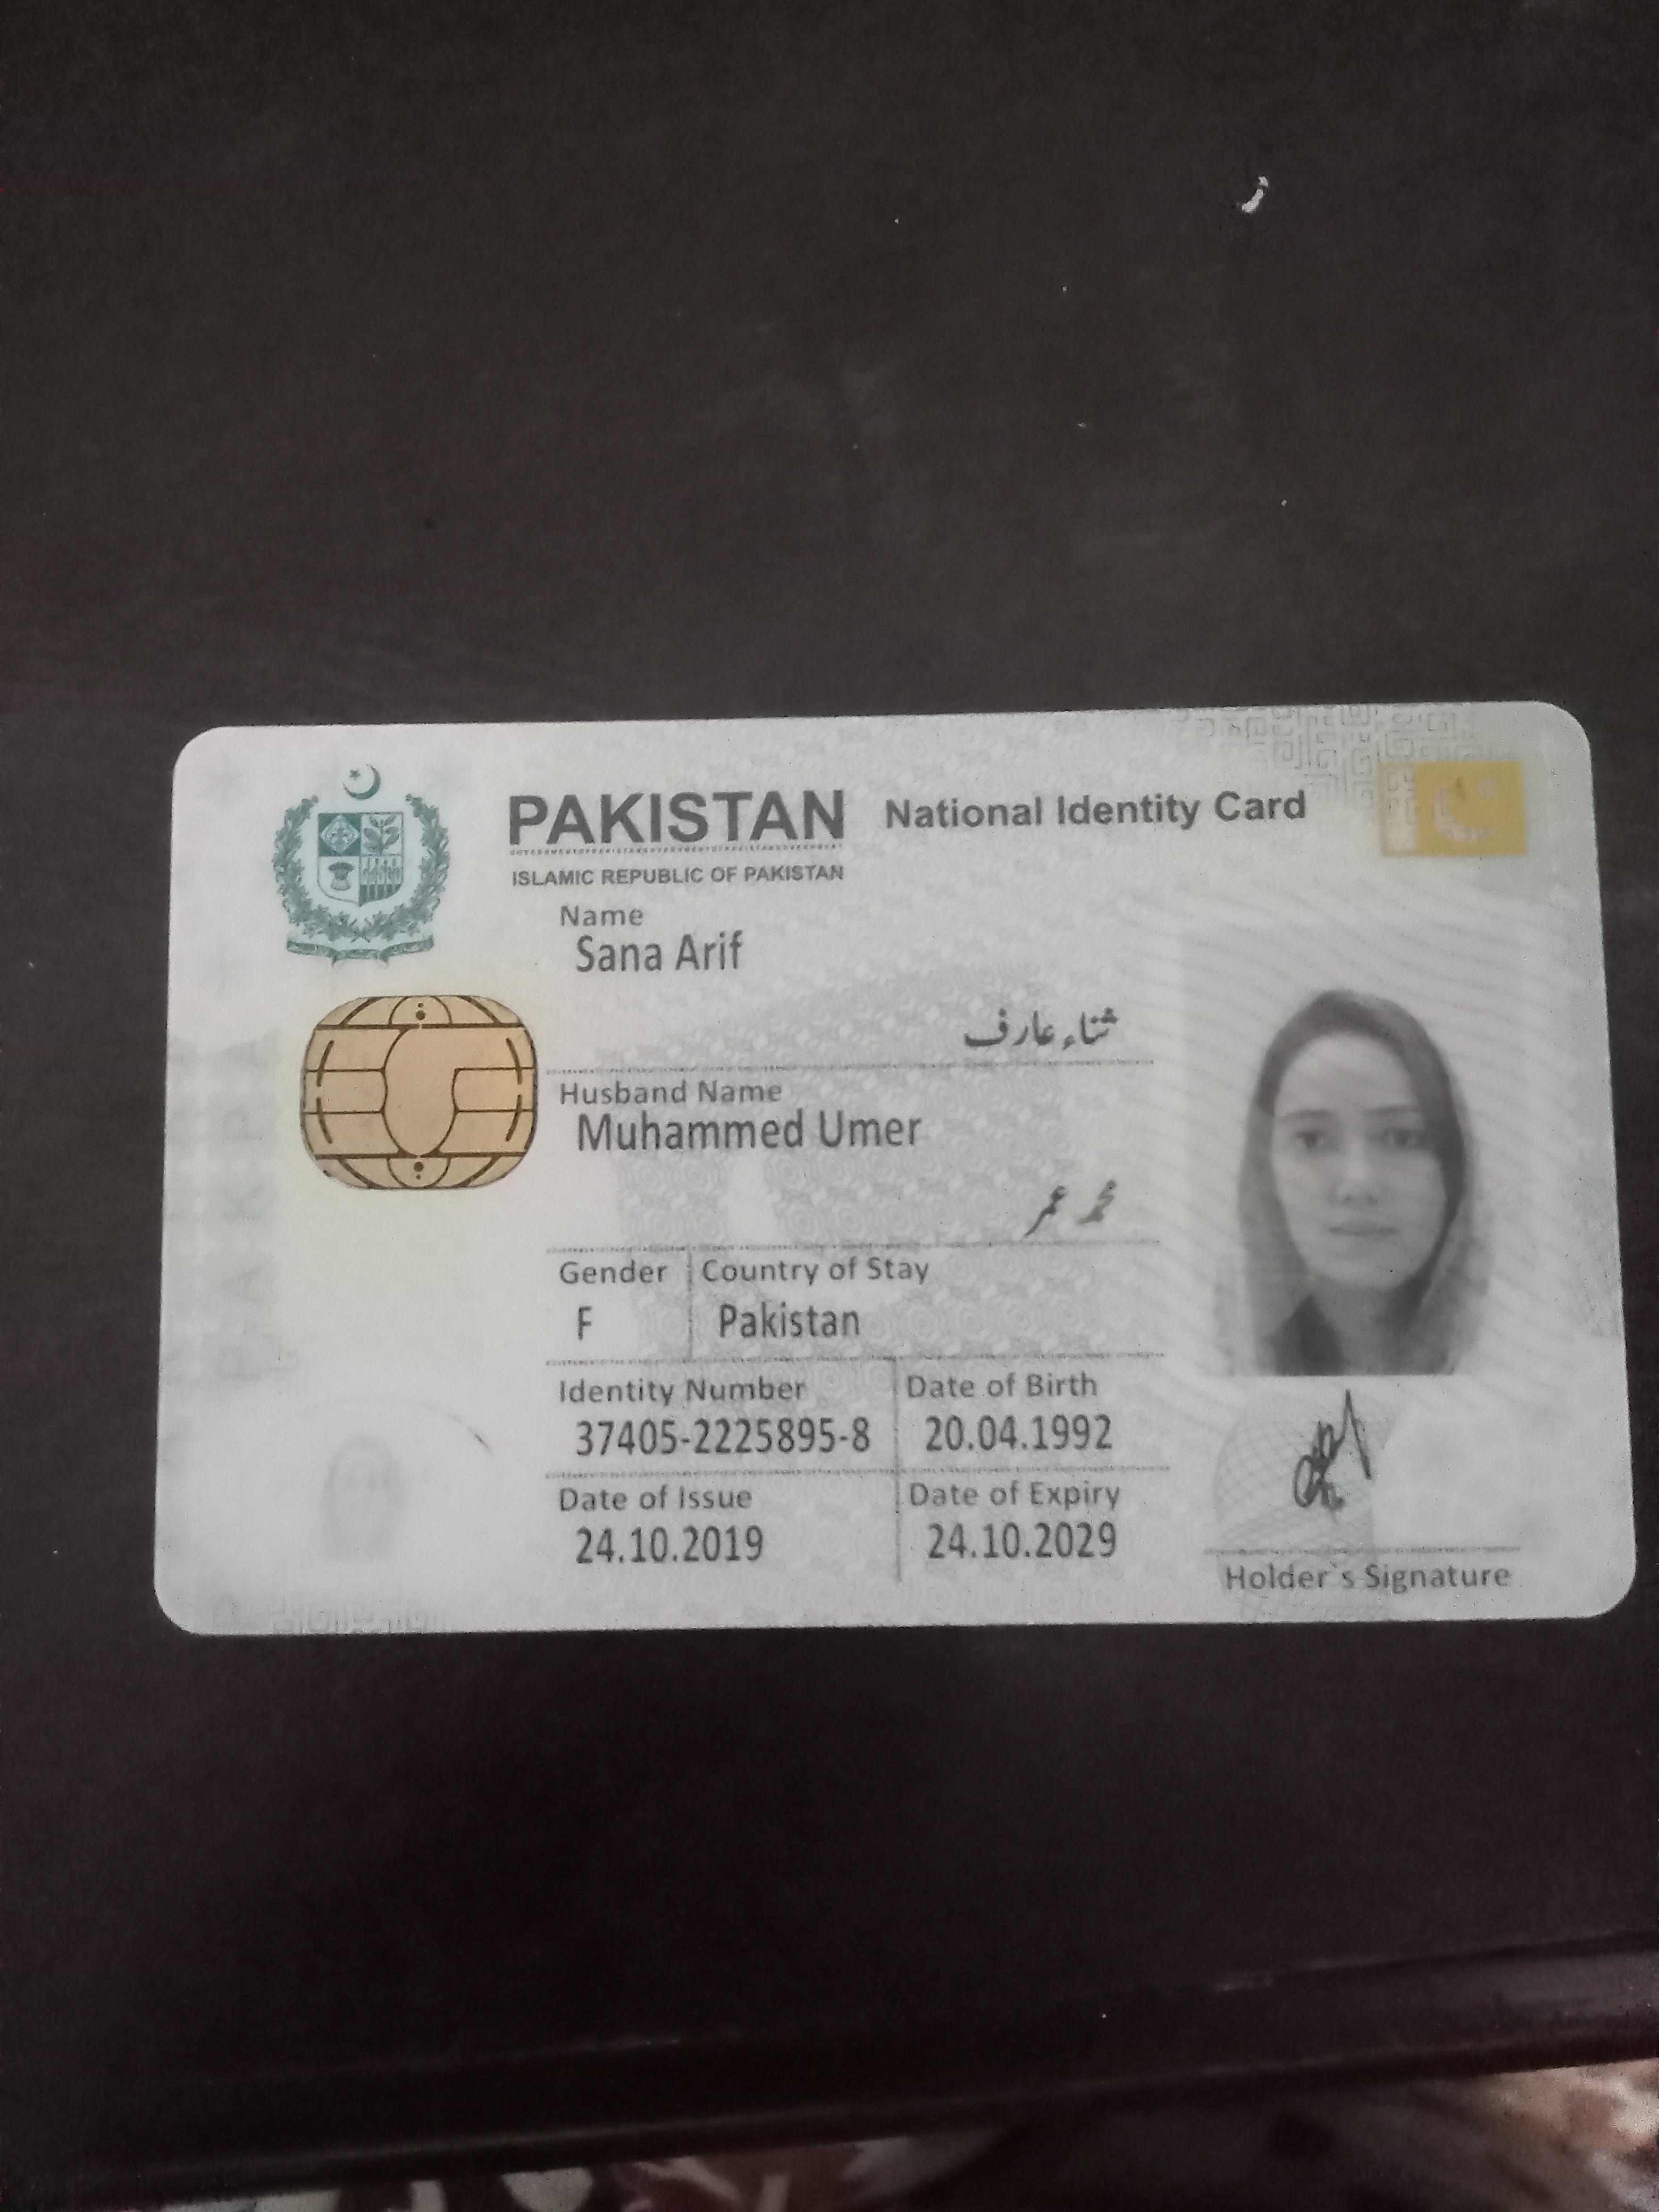 PAKISTAN National Identity Card
ISLAMIC REPUBLIC OF PAKISTAN
Name
Sana Arif
ثناء عارف
Husband Name
Muhammed Umer
محمد عمر
Gender Country of Stay
F Pakistan
Identity Number Date of Birth
37405-2225895-8 20.04.1992
Date of Issue Date of Expiry
24.10.2019 24.10.2029
Holder`s Signature